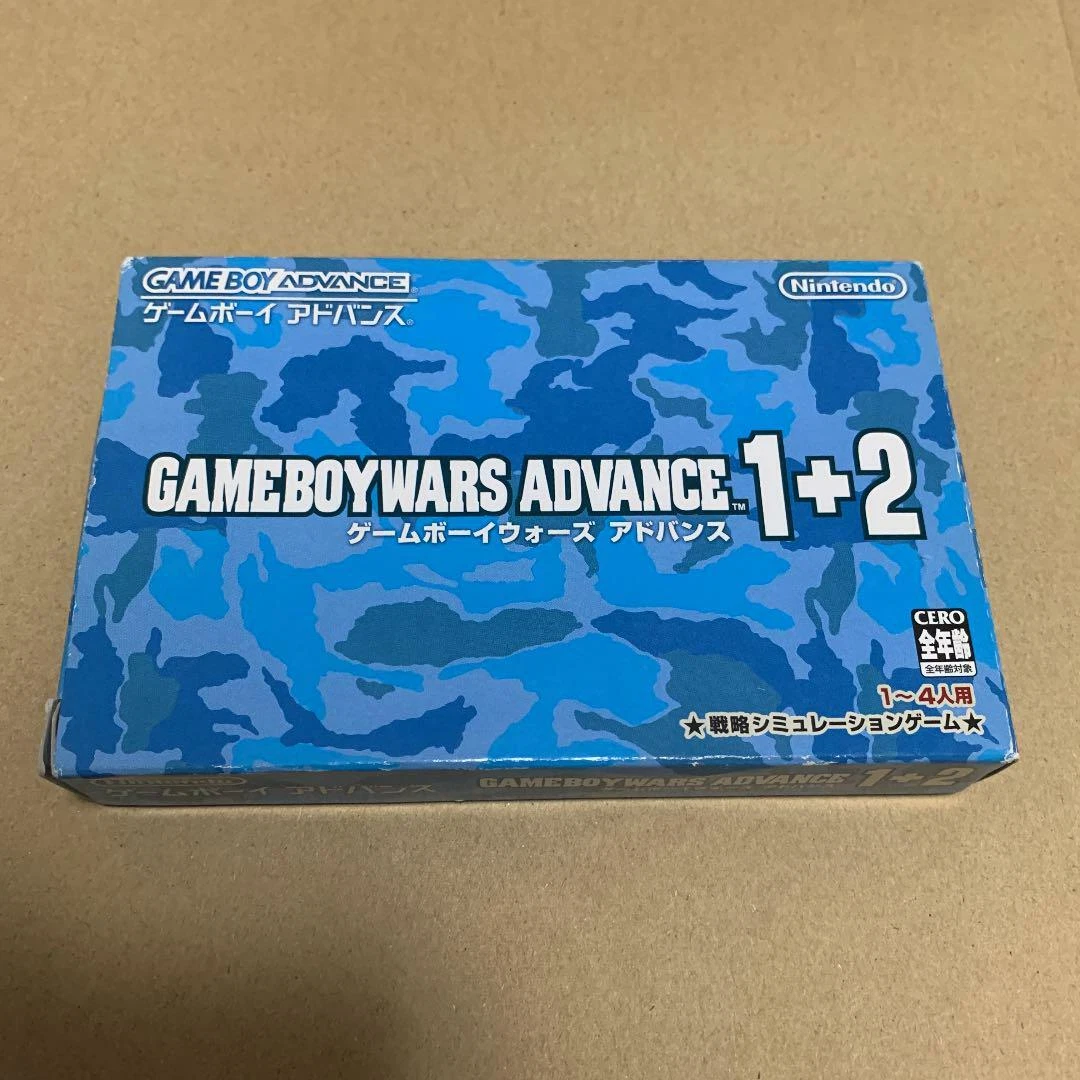 GAME BOY ADVANCE®
Nintendo®
ゲームボーイ アドバンス®
GAMEBOYWARS ADVANCE™ 1+2
ゲームボーイウォーズ アドバンス
CERO
全年齢
全年齢対象
1～4人用
★戦略シミュレーションゲーム★
ゲームボーイ アドバンス
GAMEBOYWARS ADVANCE 1+2